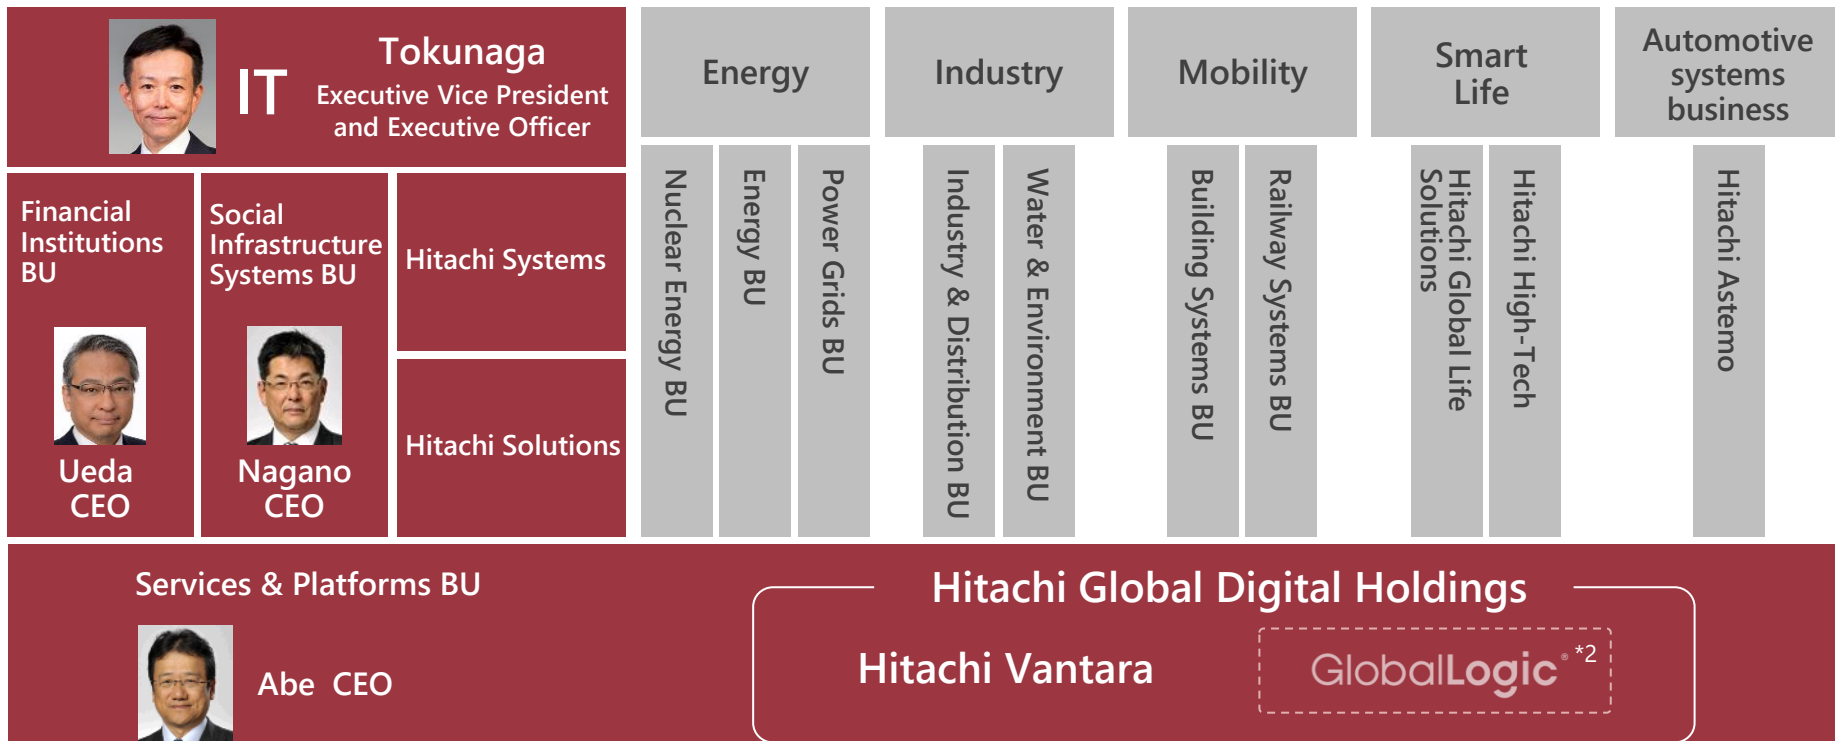 IT
Tokunaga
Executive Vice President
and Executive Officer
Energy
Industry
Mobility
Smart
Life
Automotive
systems
business
Financial
Institutions
BU
Ueda
CEO
Social
Infrastructure
Systems BU
Nagano
CEO
Hitachi Systems
Hitachi Solutions
Nuclear Energy BU
Energy BU
Power Grids BU
Industry & Distribution BU
Water & Environment BU
Building Systems BU
Railway Systems BU
Hitachi Global Life
Solutions
Hitachi High-Tech
Hitachi Astemo
Services & Platforms BU
Abe CEO
Hitachi Global Digital Holdings
Hitachi Vantara
GlobalLogic® *2